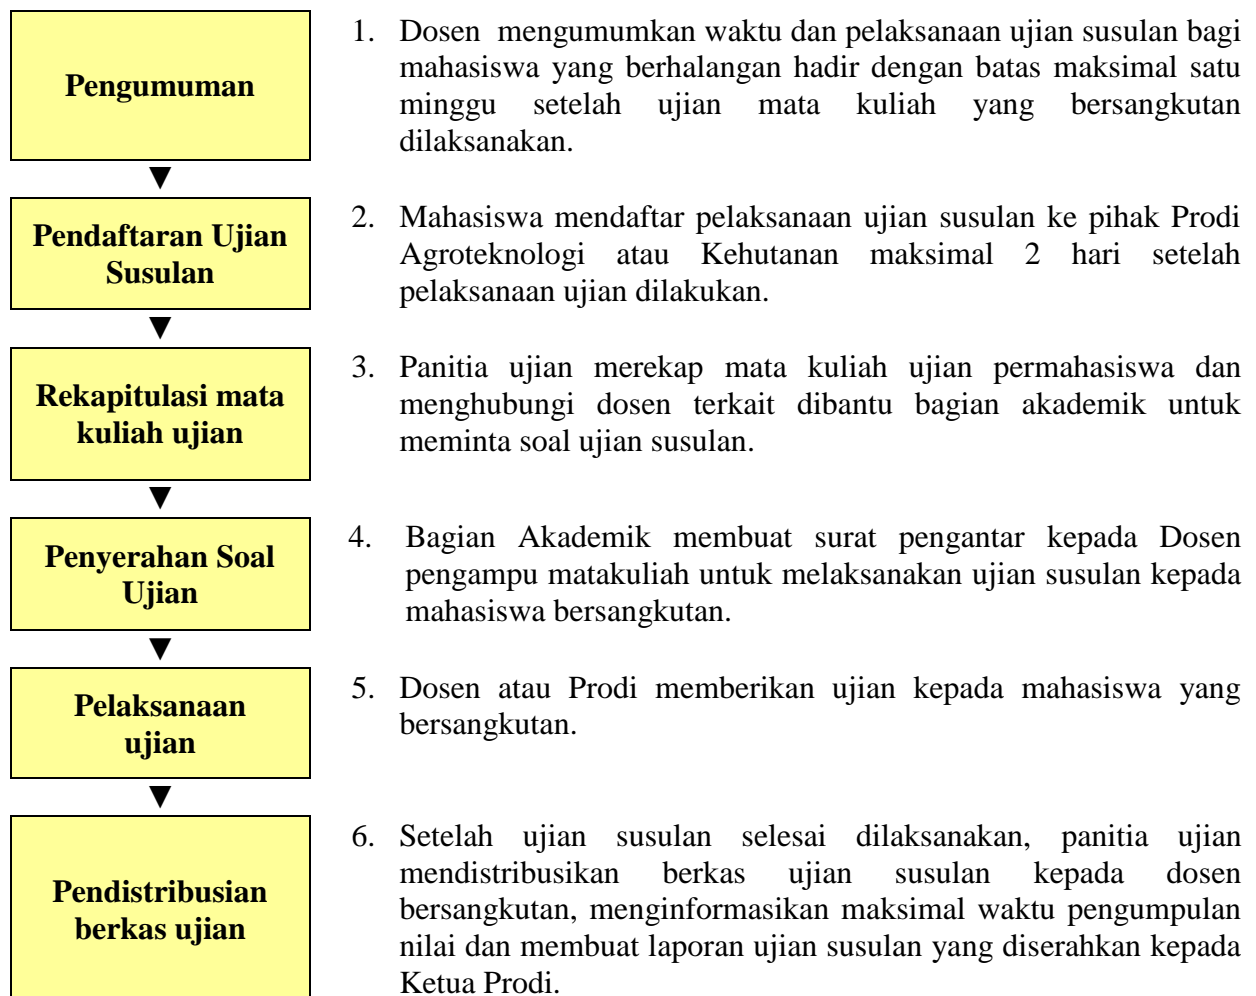 Pengumuman
1. Dosen mengumumkan waktu dan pelaksanaan ujian susulan bagi
mahasiswa yang berhalangan hadir dengan batas maksimal satu
minggu setelah ujian mata kuliah yang bersangkutan
dilaksanakan.
▼
Pendaftaran Ujian
Susulan
2. Mahasiswa mendaftar pelaksanaan ujian susulan ke pihak Prodi
Agroteknologi atau Kehutanan maksimal 2 hari setelah
pelaksanaan ujian dilakukan.
▼
Rekapitulasi mata
kuliah ujian
3. Panitia ujian merekap mata kuliah ujian permahasiswa dan
menghubungi dosen terkait dibantu bagian akademik untuk
meminta soal ujian susulan.
▼
Penyerahan Soal
Ujian
4. Bagian Akademik membuat surat pengantar kepada Dosen
pengampu matakuliah untuk melaksanakan ujian susulan kepada
mahasiswa bersangkutan.
▼
Pelaksanaan
ujian
5. Dosen atau Prodi memberikan ujian kepada mahasiswa yang
bersangkutan.
▼
Pendistribusian
berkas ujian
6. Setelah ujian susulan selesai dilaksanakan, panitia ujian
mendistribusikan berkas ujian susulan kepada dosen
bersangkutan, menginformasikan maksimal waktu pengumpulan
nilai dan membuat laporan ujian susulan yang diserahkan kepada
Ketua Prodi.